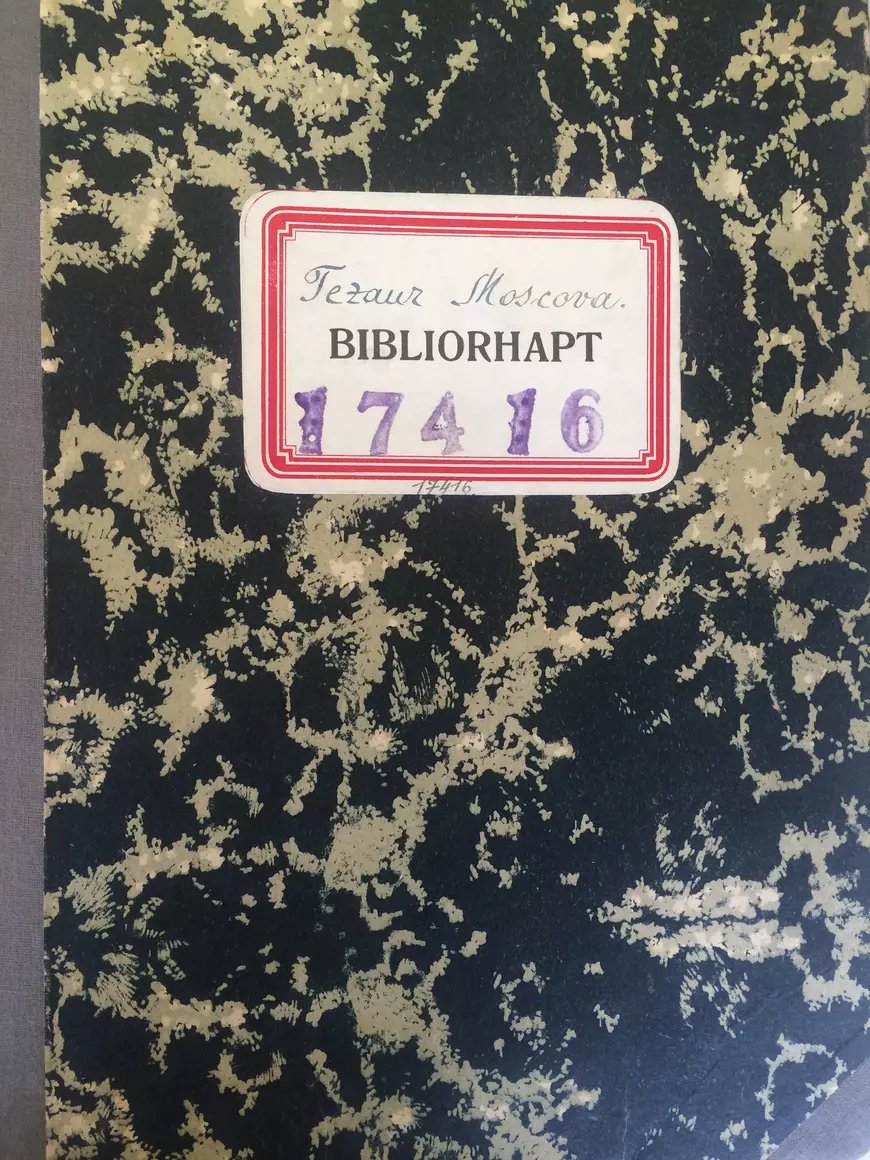 Tezaur Moscova.
BIBLIORHAPT
17416
17416.